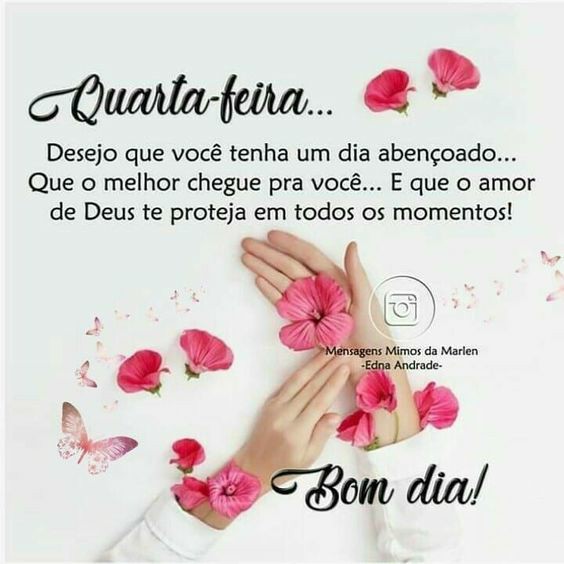 Quarta-feira...
Desejo que você tenha um dia abençoado...
Que o melhor chegue pra você... E que o amor
de Deus te proteja em todos os momentos!
Mensagens Mimos da Marlen
-Edna Andrade-
Bom dia!